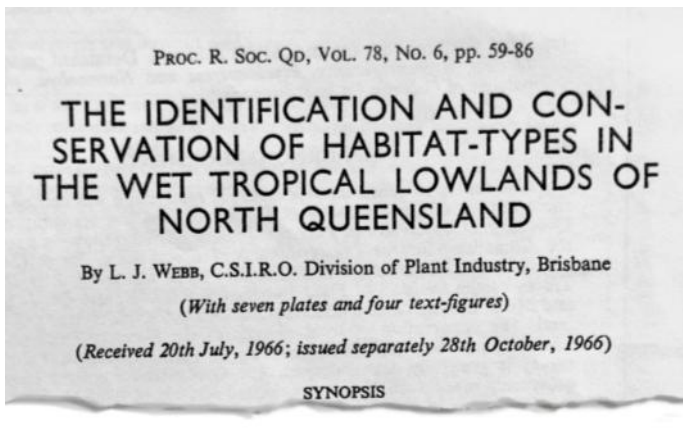 PROC. R. SOC. QD, VOL. 78, NO. 6, pp. 59-86
THE IDENTIFICATION AND CON-
SERVATION OF HABITAT-TYPES IN
THE WET TROPICAL LOWLANDS OF
NORTH QUEENSLAND
By L. J. WEBB, C.S.I.R.O. Division of Plant Industry, Brisbane
(With seven plates and four text-figures)
(Received 20th July, 1966; issued separately 28th October, 1966)
SYNOPSIS